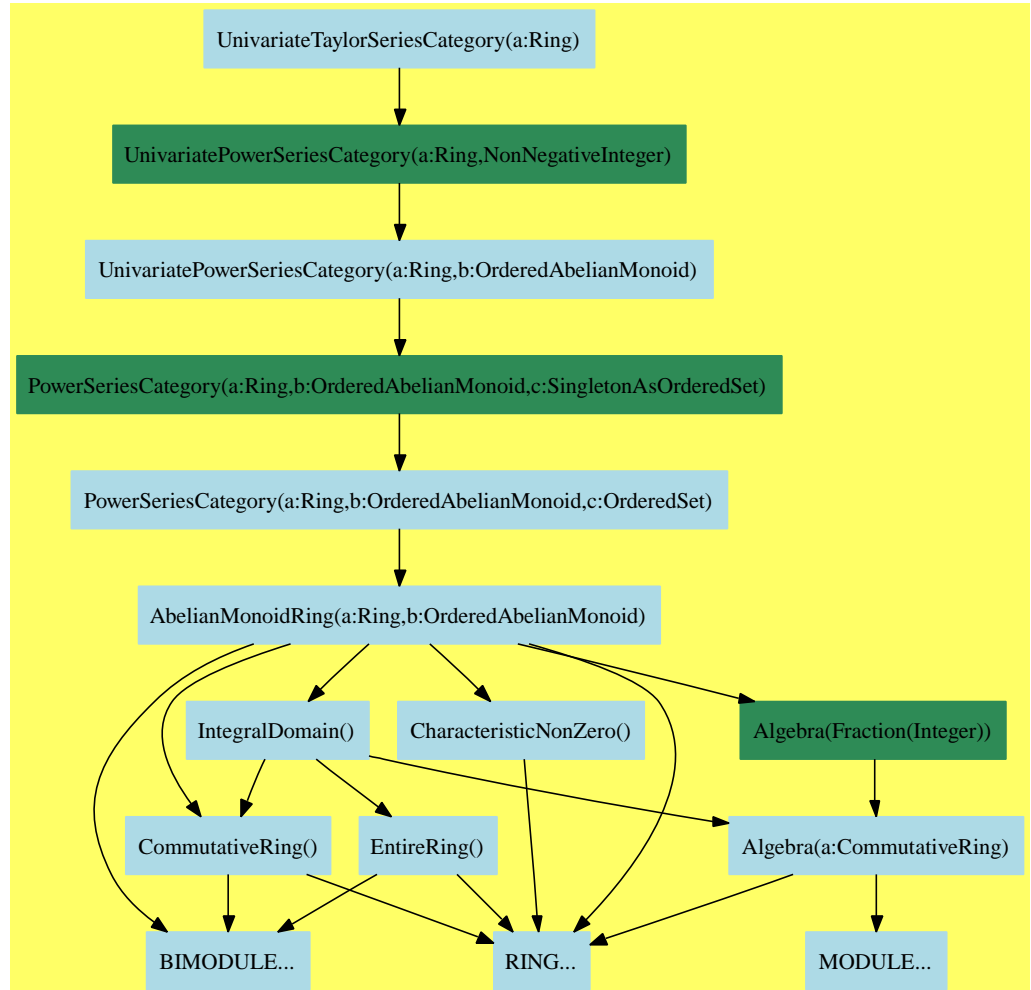 UnivariateTaylorSeriesCategory(a:Ring)
UnivariatePowerSeriesCategory(a:Ring,NonNegativeInteger)
UnivariatePowerSeriesCategory(a:Ring,b:OrderedAbelianMonoid)
PowerSeriesCategory(a:Ring,b:OrderedAbelianMonoid,c:SingletonAsOrderedSet)
PowerSeriesCategory(a:Ring,b:OrderedAbelianMonoid,c:OrderedSet)
AbelianMonoidRing(a:Ring,b:OrderedAbelianMonoid)
IntegralDomain()
CharacteristicNonZero()
Algebra(Fraction(Integer))
CommutativeRing()
EntireRing()
Algebra(a:CommutativeRing)
BIMODULE...
RING...
MODULE...